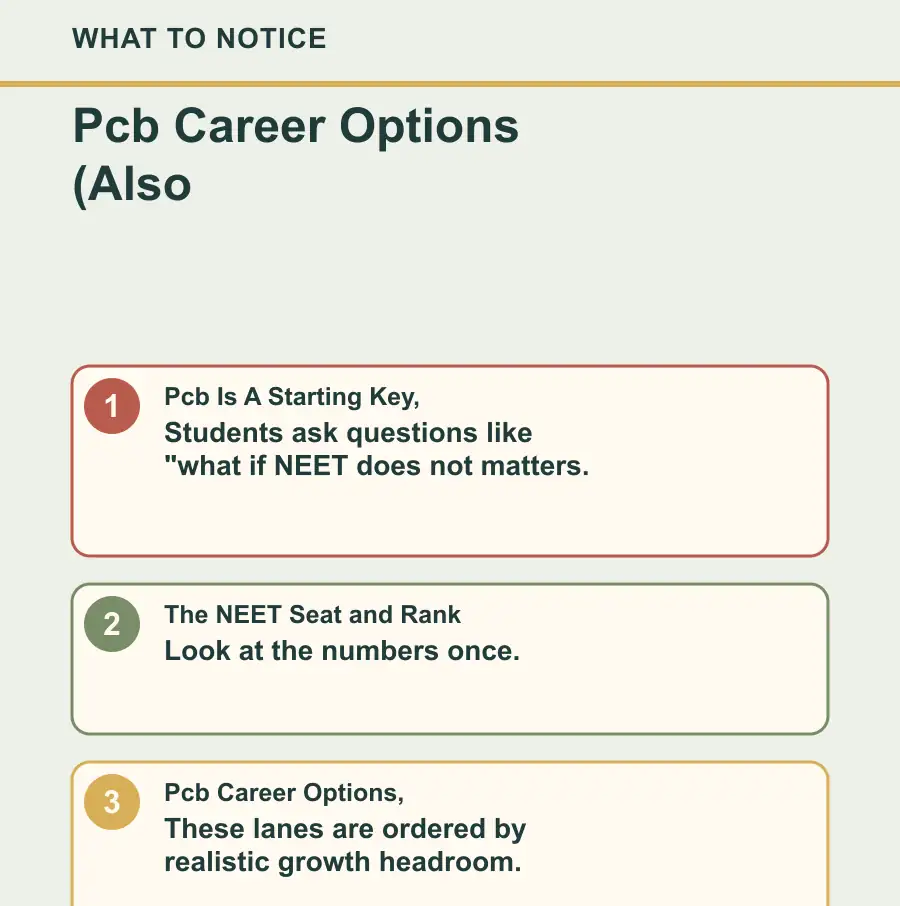 WHAT TO NOTICE
Pcb Career Options
(Also
1
Pcb Is A Starting Key,
Students ask questions like
"what if NEET does not matters.
2
The NEET Seat and Rank
Look at the numbers once.
3
Pcb Career Options,
These lanes are ordered by
realistic growth headroom.